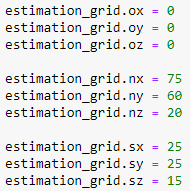 estimation_grid.ox = 0
estimation_grid.oy = 0
estimation_grid.oz = 0
estimation_grid.nx = 75
estimation_grid.ny = 60
estimation_grid.nz = 20
estimation_grid.sx = 25
estimation_grid.sy = 25
estimation_grid.sz = 15